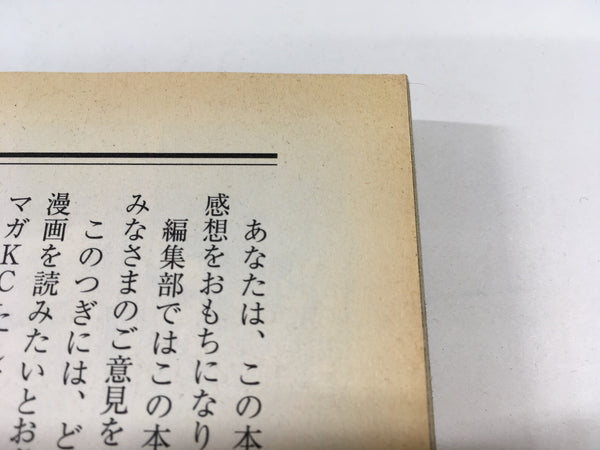 あなたは、この本
感想をおもちになり
編集部ではこの本
みなさまのご意見を
このつぎには、ど
漫画を読みたいとお
マガKC